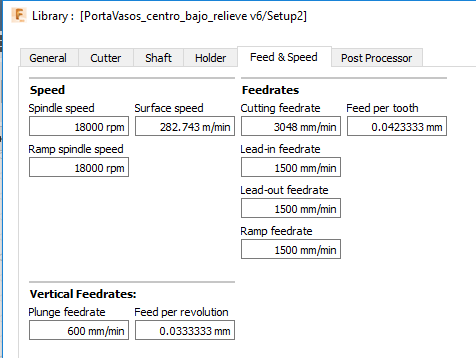 Library : [PortaVasos_centro_bajo_relieve v6/Setup2]
General Cutter Shaft Holder Feed & Speed Post Processor
Speed
Spindle speed Surface speed
18000 rpm 282.743 m/min
Ramp spindle speed
18000 rpm
Feedrates
Cutting feedrate Feed per tooth
3048 mm/min 0.0423333 mm
Lead-in feedrate
1500 mm/min
Lead-out feedrate
1500 mm/min
Ramp feedrate
1500 mm/min
Vertical Feedrates:
Plunge feedrate Feed per revolution
600 mm/min 0.0333333 mm